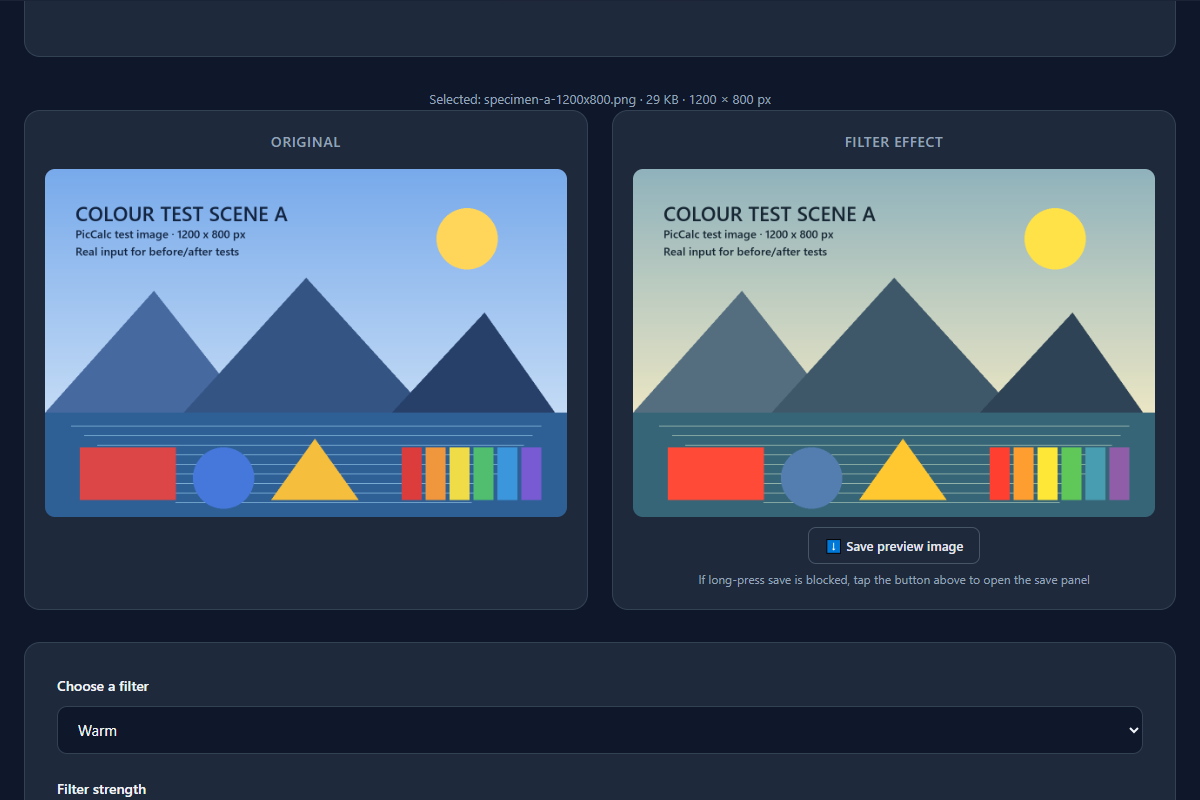 Selected: specimen-a-1200x800.png · 29 KB · 1200 × 800 px
ORIGINAL
COLOUR TEST SCENE A
PicCalc test image · 1200 x 800 px
Real input for before/after tests
FILTER EFFECT
COLOUR TEST SCENE A
PicCalc test image · 1200 x 800 px
Real input for before/after tests
Save preview image
If long-press save is blocked, tap the button above to open the save panel
Choose a filter
Warm
Filter strength